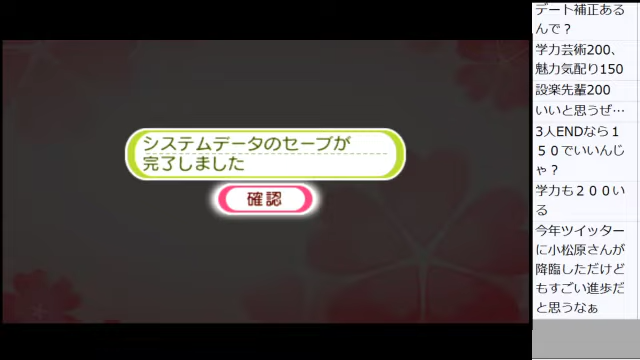 システムデータのセーブが
完了しました
確認
デート補正ある
んで？
学力芸術200、
魅力気配り150
設楽先輩200
いいと思うぜ…
3人ENDなら１
５０でいいんじ
ゃ？
学力も２００い
る
今年ツイッター
に小松原さんが
降臨しただけど
もすごい進歩だ
と思うなぁ